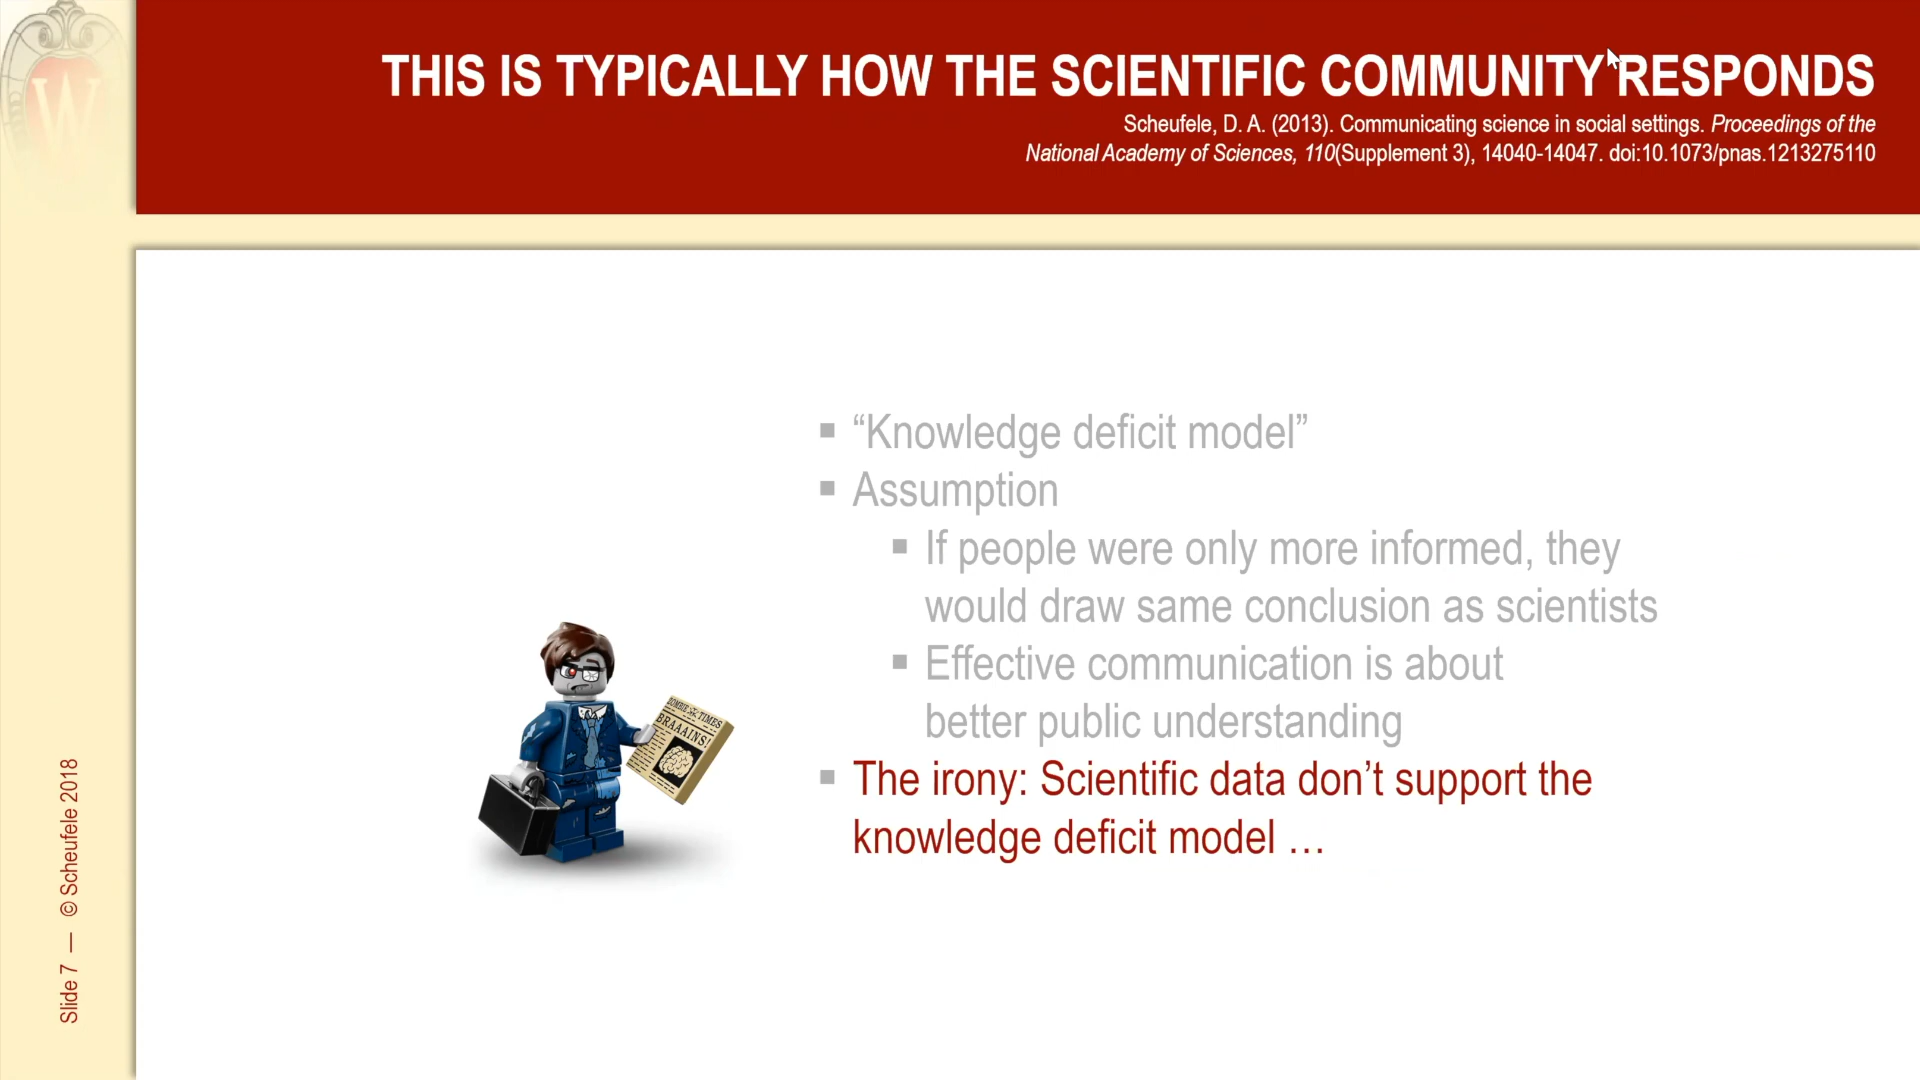 W
THIS IS TYPICALLY HOW THE SCIENTIFIC COMMUNITY RESPONDS
Scheufele, D. A. (2013). Communicating science in social settings. Proceedings of the
National Academy of Sciences, 110(Supplement 3), 14040-14047. doi:10.1073/pnas.1213275110
▪ “Knowledge deficit model”
▪ Assumption
▪ If people were only more informed, they
would draw same conclusion as scientists
▪ Effective communication is about
better public understanding
▪ The irony: Scientific data don’t support the
knowledge deficit model …
ZOMBIE TIMES
BRAAAINS!
Slide 7 — © Scheufele 2018